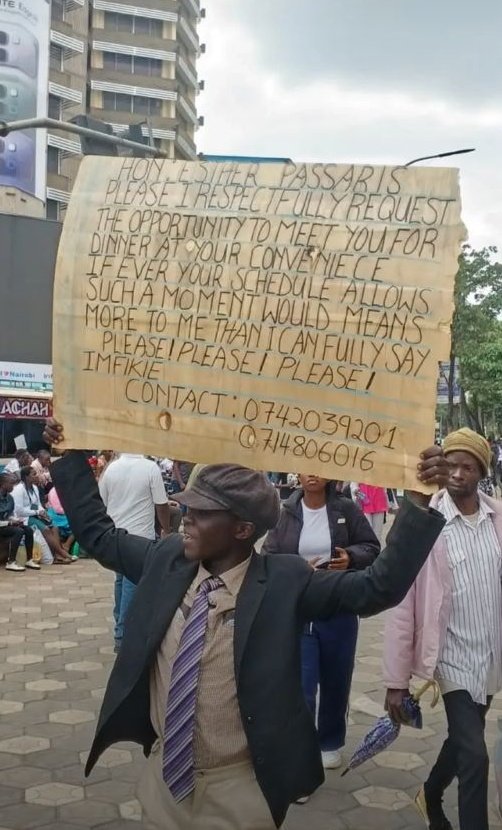 HON. ESTHER PASSARIS
PLEASE I RESPECTFULLY REQUEST
THE OPPORTUNITY TO MEET YOU FOR
DINNER AT YOUR CONVENIECE
IF EVER YOUR SCHEDULE ALLOWS
SUCH A MOMENT WOULD MEANS
MORE TO ME THAN I CAN FULLY SAY
PLEASE! PLEASE! PLEASE!
IMFIKIE
CONTACT: 0742039201
0714806016
Nairobi